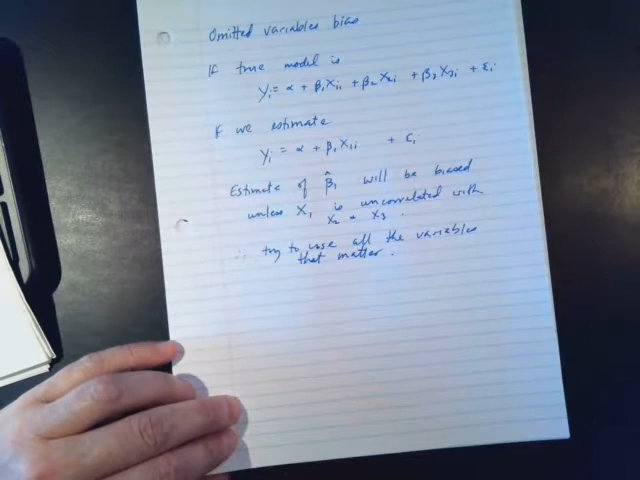 Omitted variables bias
If true model is
Yi = α + β1X1i + β2X2i + β3X3i + εi
If we estimate
Yi = α + β1X1i + εi
Estimate of β̂1 will be biased
unless X1 is uncorrelated with
X2 X3.
∴ try to use all the variables
that matter.